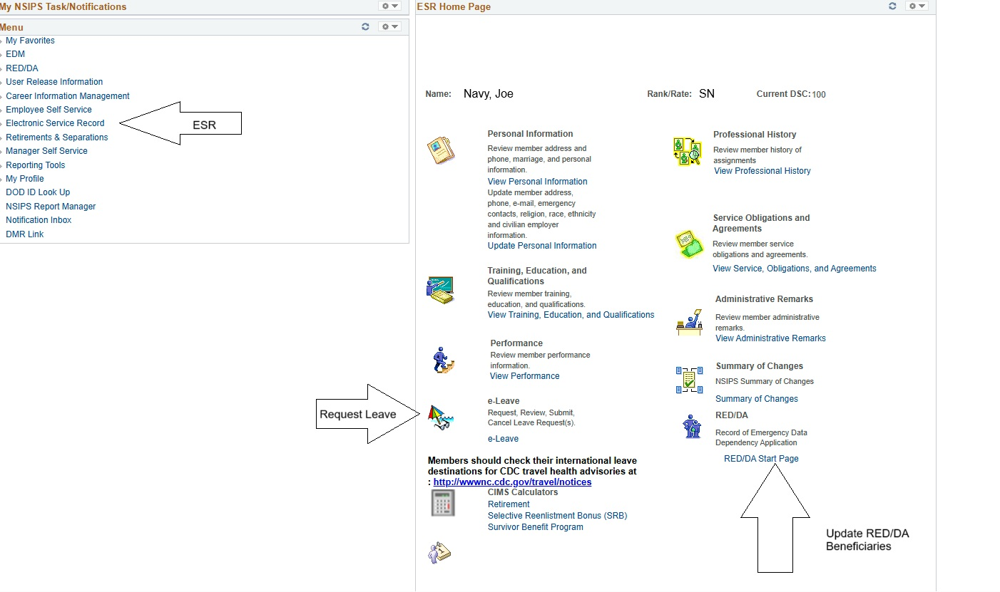 My NSIPS Task/Notifications
Menu
My Favorites
EDM
RED/DA
User Release Information
Career Information Management
Employee Self Service
Electronic Service Record
Retirements & Separations
Manager Self Service
Reporting Tools
My Profile
DOD ID Look Up
NSIPS Report Manager
Notification Inbox
DMR Link
ESR
ESR Home Page
Name: Navy, Joe
Rank/Rate: SN
Current DSC: 100
Personal Information
Review member address and
phone, marriage, and personal
information.
View Personal Information
Update member address,
phone, e-mail, emergency
contacts, religion, race, ethnicity
and civilian employer
information.
Update Personal Information
Training, Education, and
Qualifications
Review member training,
education, and qualifications.
View Training, Education, and Qualifications
Performance
Review member performance
information.
View Performance
Request Leave
e-Leave
Request, Review, Submit,
Cancel Leave Request(s).
e-Leave
Members should check their international leave
destinations for CDC travel health advisories at
: http://wwwnc.cdc.gov/travel/notices
CIMS Calculators
Retirement
Selective Reenlistment Bonus (SRB)
Survivor Benefit Program
Professional History
Review member history of
assignments
View Professional History
Service Obligations and
Agreements
Review member service
obligations and agreements.
View Service, Obligations, and Agreements
Administrative Remarks
Review member administrative
remarks.
View Administrative Remarks
Summary of Changes
NSIPS Summary of Changes
Summary of Changes
RED/DA
Record of Emergency Data
Dependency Application
RED/DA Start Page
Update RED/DA
Beneficiaries